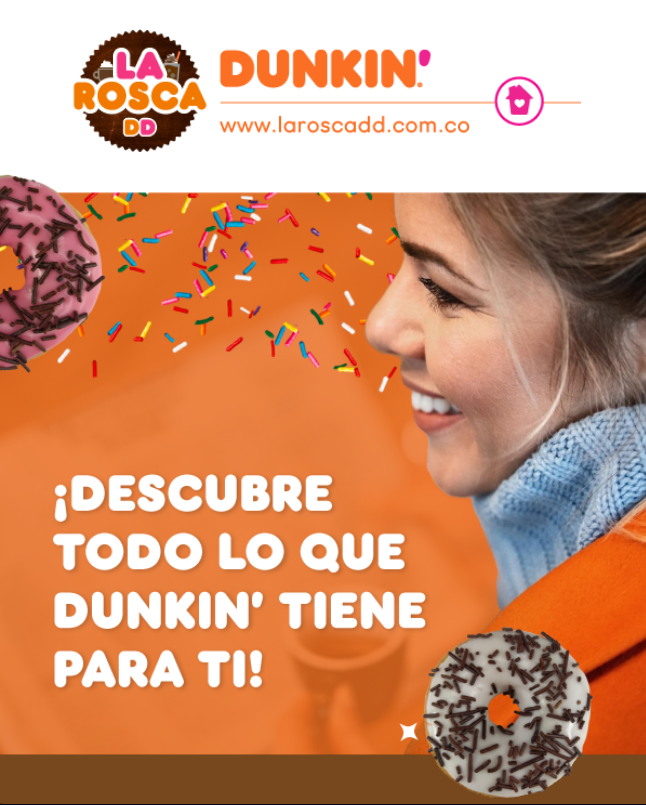 LA
ROSCA
DD
DUNKIN'
www.laroscadd.com.co
¡DESCUBRE
TODO LO QUE
DUNKIN' TIENE
PARA TI!